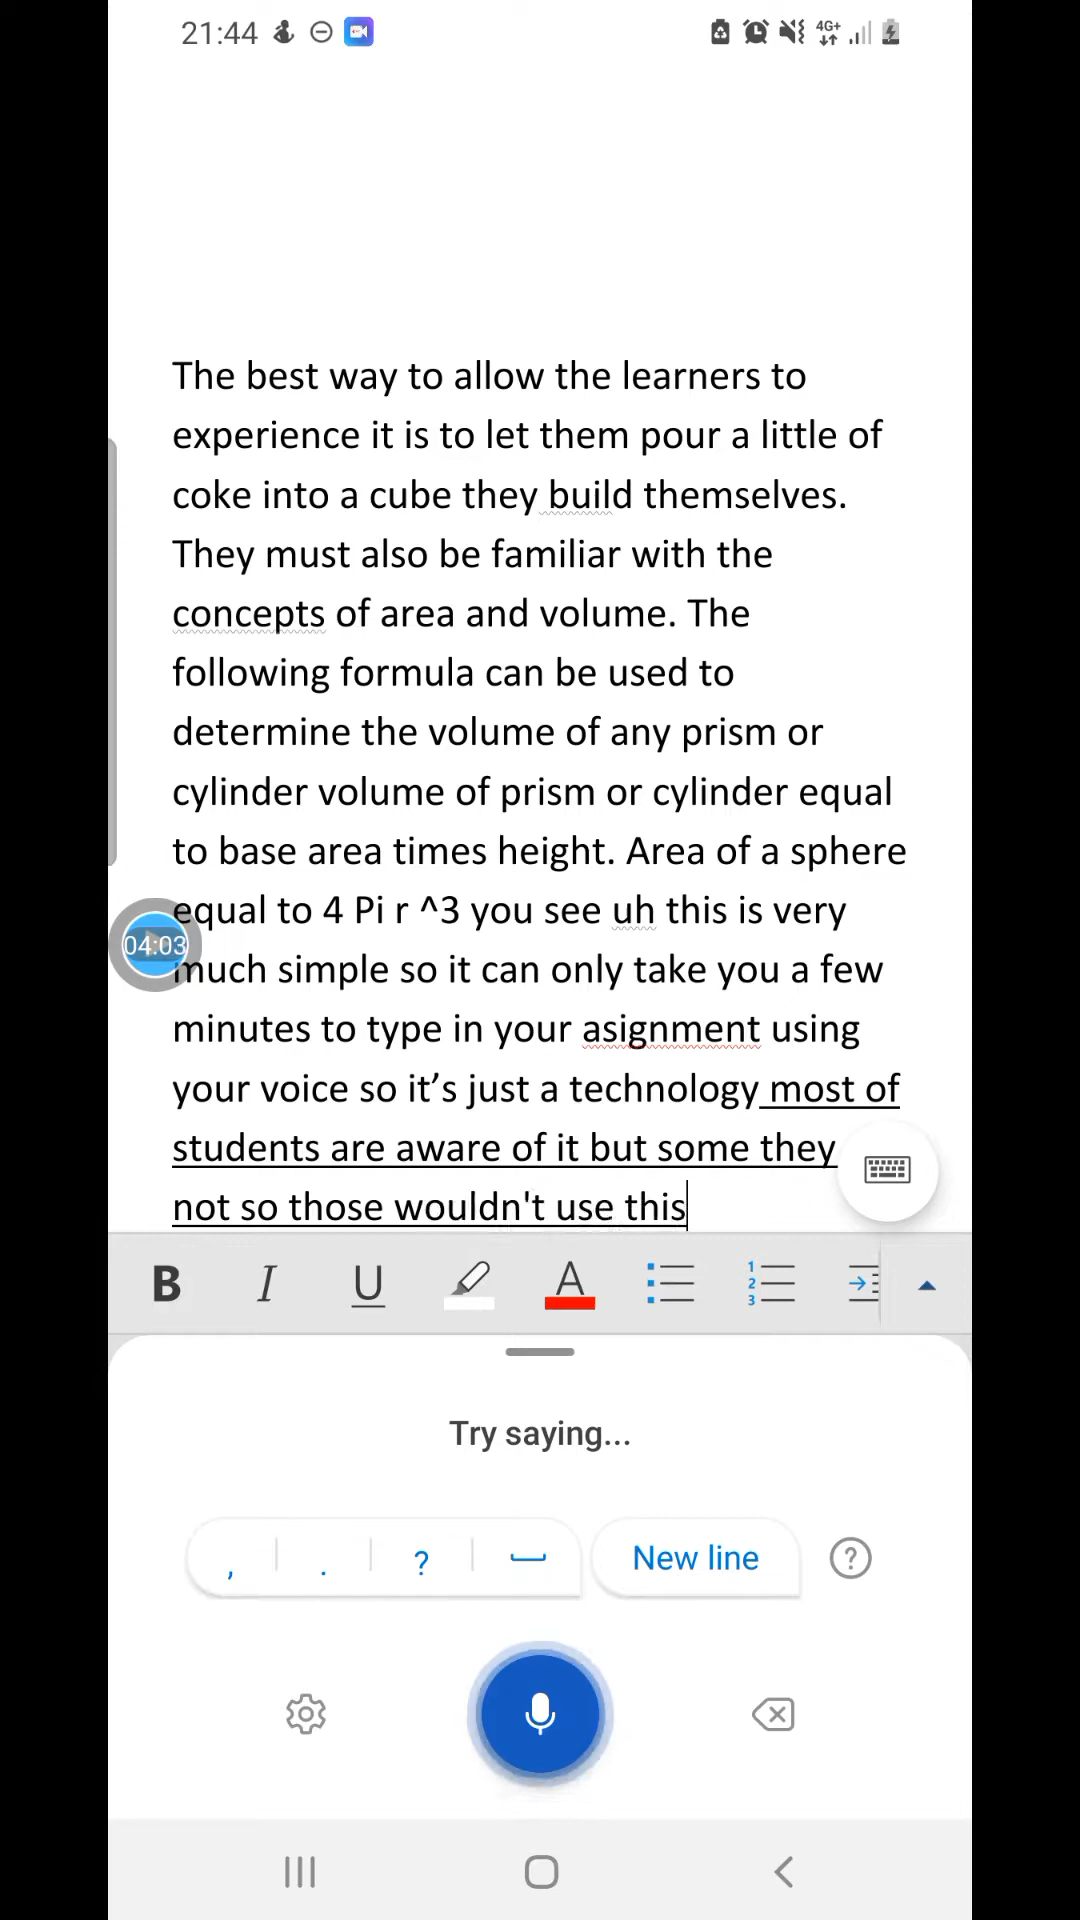 21:44
4G+
The best way to allow the learners to
experience it is to let them pour a little of
coke into a cube they build themselves.
They must also be familiar with the
concepts of area and volume. The
following formula can be used to
determine the volume of any prism or
cylinder volume of prism or cylinder equal
to base area times height. Area of a sphere
equal to 4 Pi r ^3 you see uh this is very
04:03
much simple so it can only take you a few
minutes to type in your asignment using
your voice so it’s just a technology most of
students are aware of it but some they
not so those wouldn't use this
B I U A 1 2 3
Try saying...
, . ? New line ?